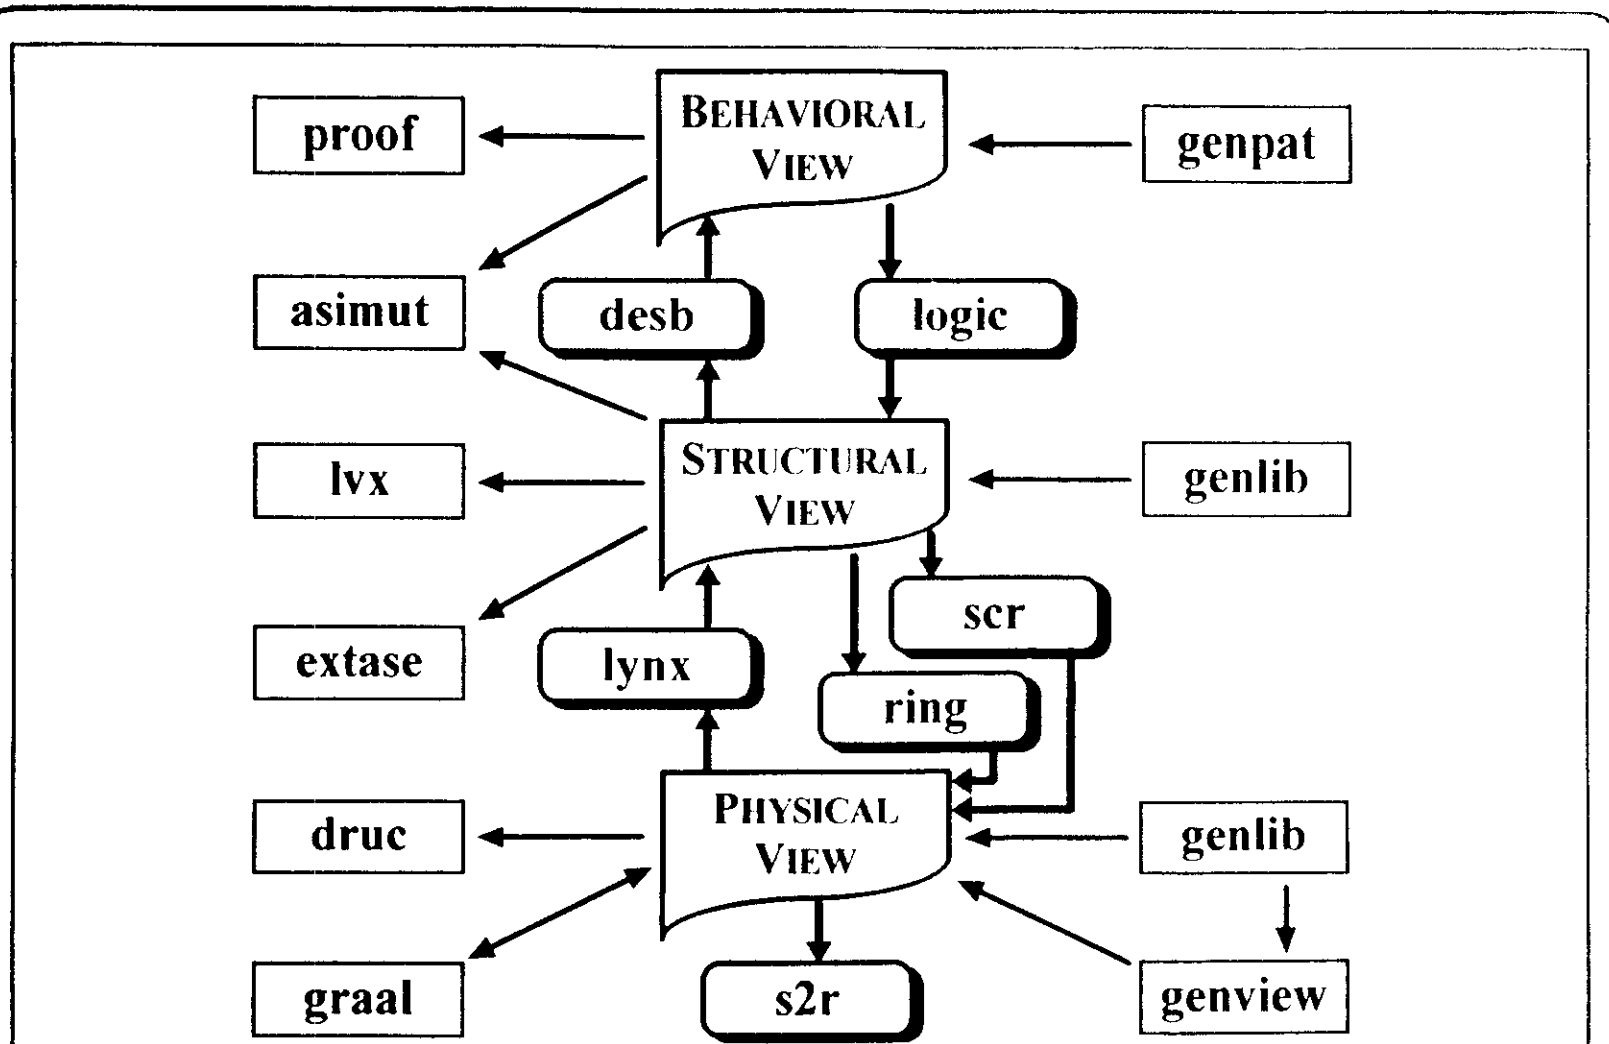 proof
BEHAVIORAL
VIEW
genpat
asimut
desb
logic
lvx
STRUCTURAL
VIEW
genlib
scr
extase
lynx
ring
druc
PHYSICAL
VIEW
genlib
graal
s2r
genview